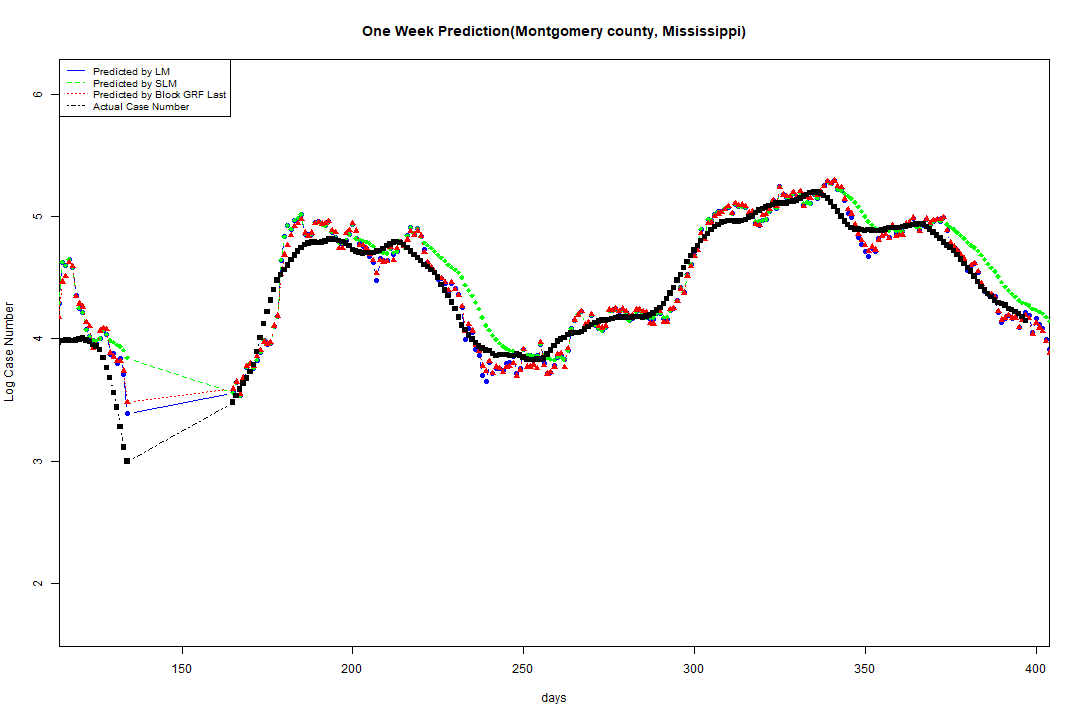 One Week Prediction(Montgomery county, Mississippi)
Predicted by LM
Predicted by SLM
Predicted by Block GRF Last
Actual Case Number
Log Case Number
6
5
4
3
2
150 200 250 300 350 400
days